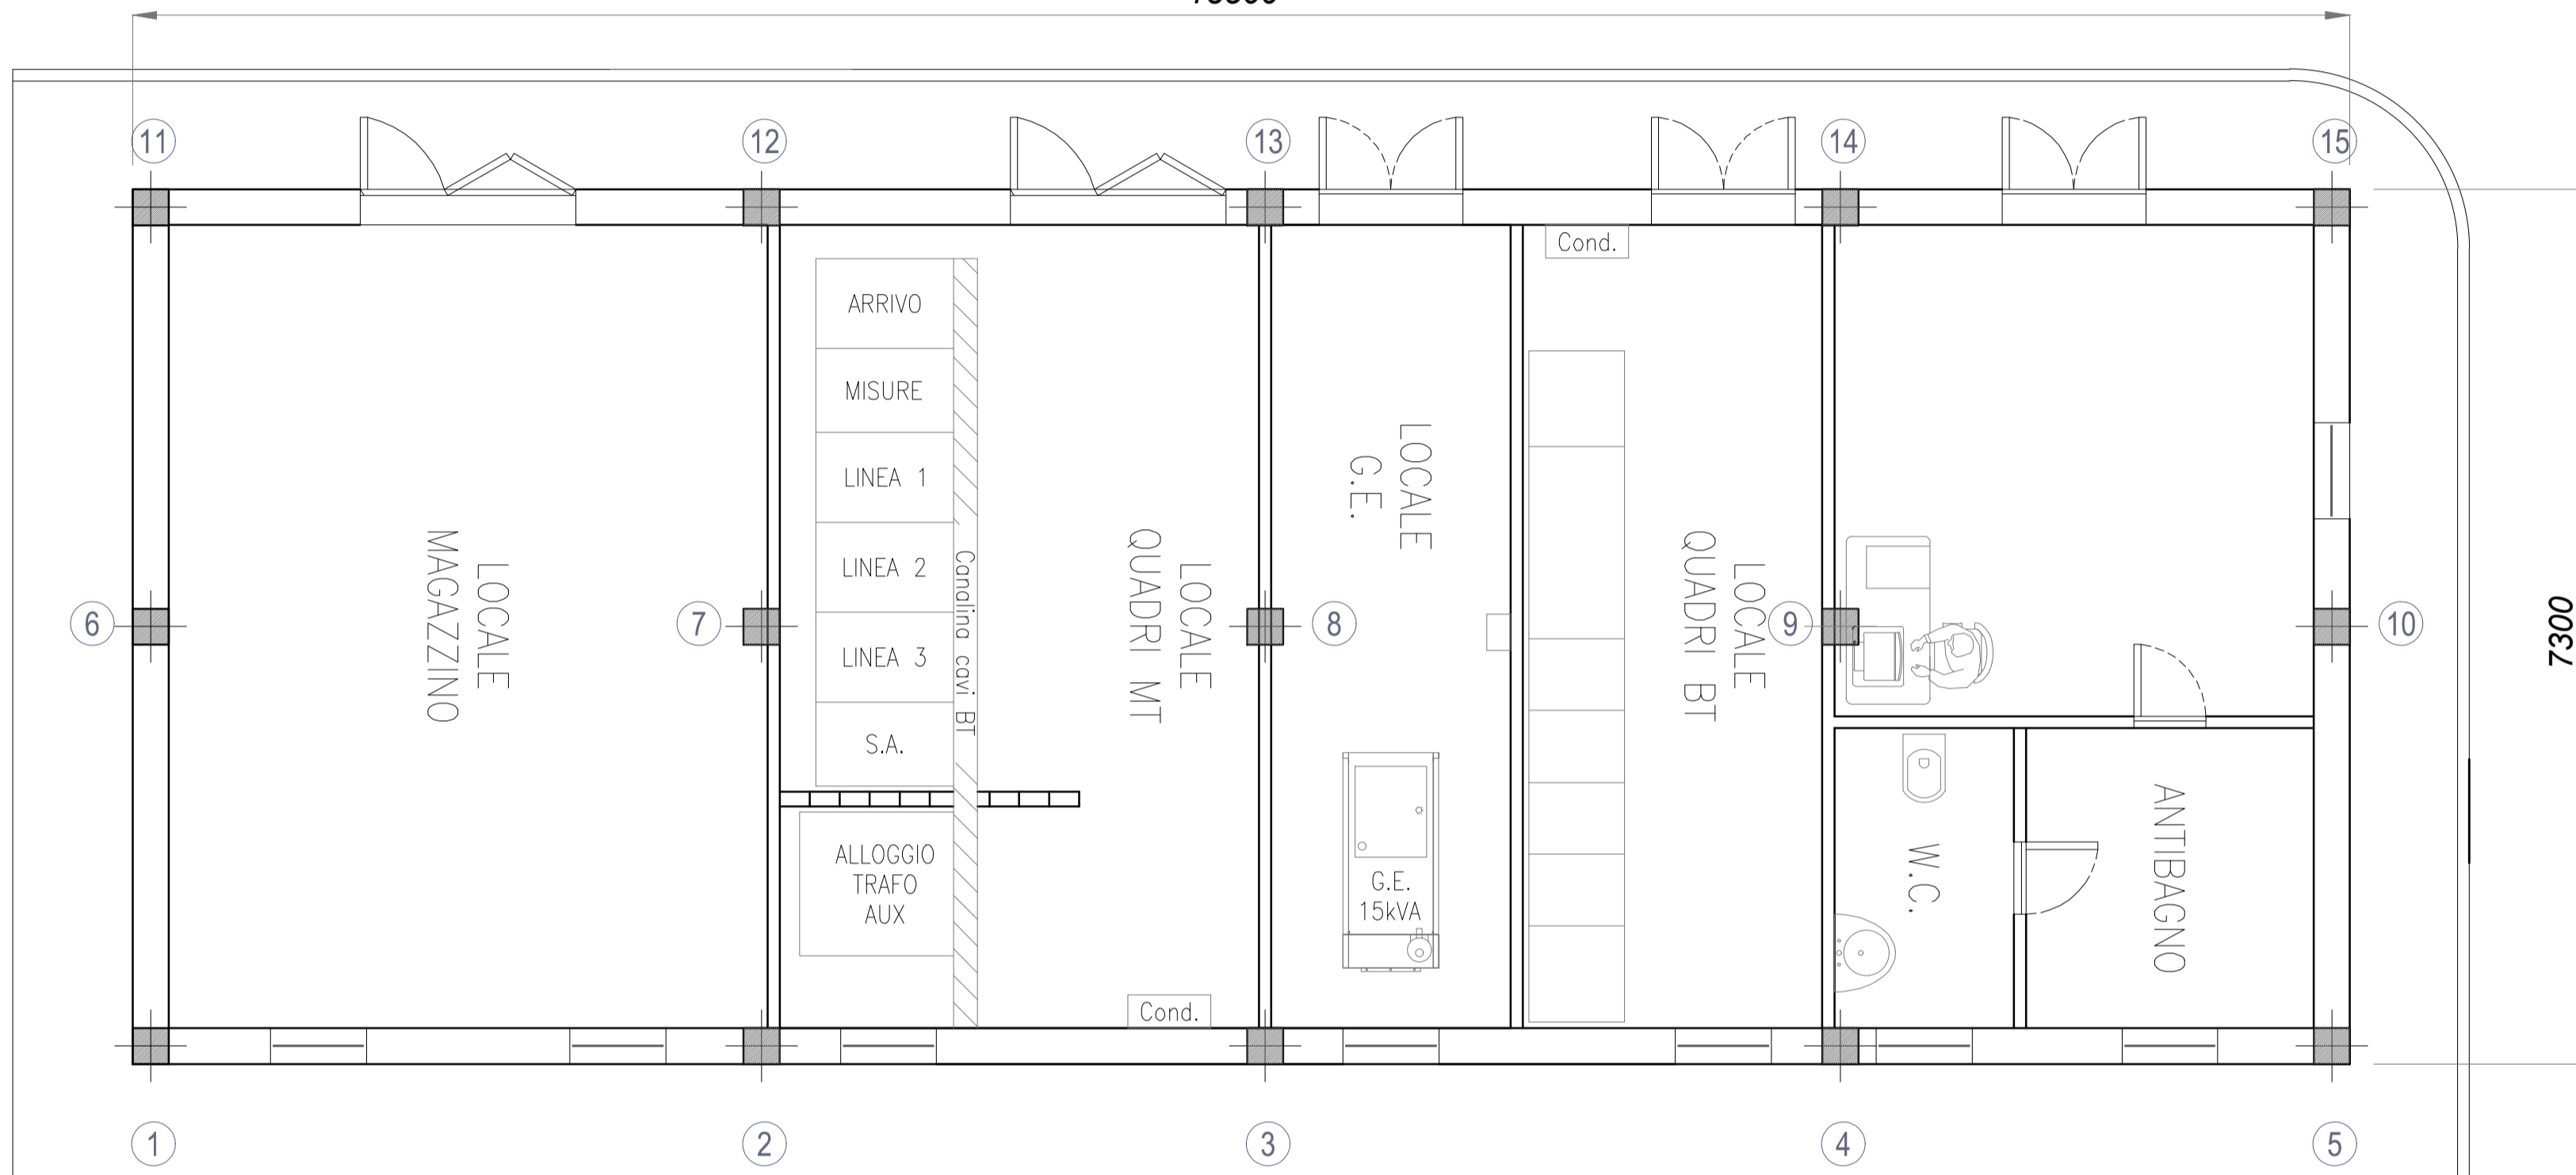 11
12
13
14
15
Cond.
ARRIVO
MISURE
LINEA 1
LINEA 2
LINEA 3
S.A.
Canalina cavi BT
ALLOGGIO
TRAFO
AUX
LOCALE
MAGAZZINO
LOCALE
QUADRI MT
LOCALE
G.E.
LOCALE
QUADRI BT
6
7
8
9
10
7300
G.E.
15kVA
W.C.
ANTIBAGNO
Cond.
1
2
3
4
5